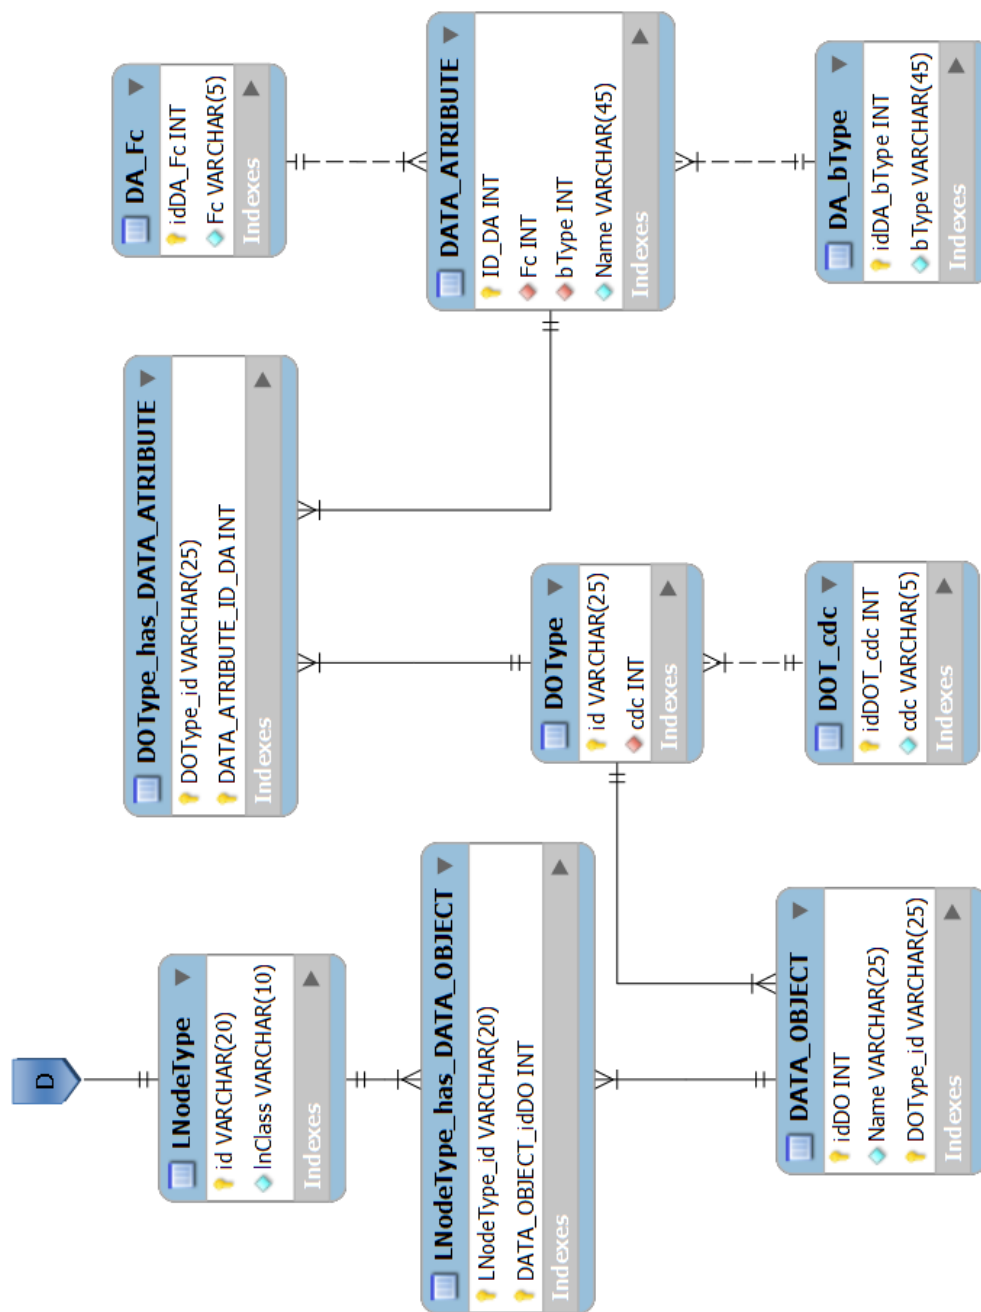 D
LNodeType
id VARCHAR(20)
lnClass VARCHAR(10)
Indexes
LNodeType_has_DATA_OBJECT
LNodeType_id VARCHAR(20)
DATA_OBJECT_idDO INT
Indexes
DATA_OBJECT
idDO INT
Name VARCHAR(25)
DOType_id VARCHAR(25)
Indexes
DOType_has_DATA_ATRIBUTE
DOType_id VARCHAR(25)
DATA_ATRIBUTE_ID_DA INT
Indexes
DOType
id VARCHAR(25)
cdc INT
Indexes
DOT_cdc
idDOT_cdc INT
cdc VARCHAR(5)
Indexes
DA_Fc
idDA_Fc INT
Fc VARCHAR(5)
Indexes
DATA_ATRIBUTE
ID_DA INT
Fc INT
bType INT
Name VARCHAR(45)
Indexes
DA_bType
idDA_bType INT
bType VARCHAR(45)
Indexes